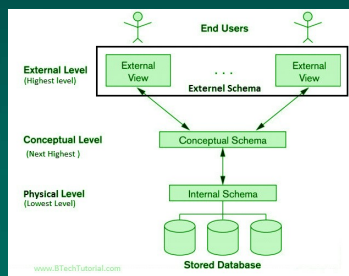 End Users
External Level
(Highest level)
External
View
. . .
External
View
Externel Schema
Conceptual Level
(Next Highest )
Conceptual Schema
Physical Level
(Lowest Level)
Internal Schema
Stored Database
www.BTechTutorial.com